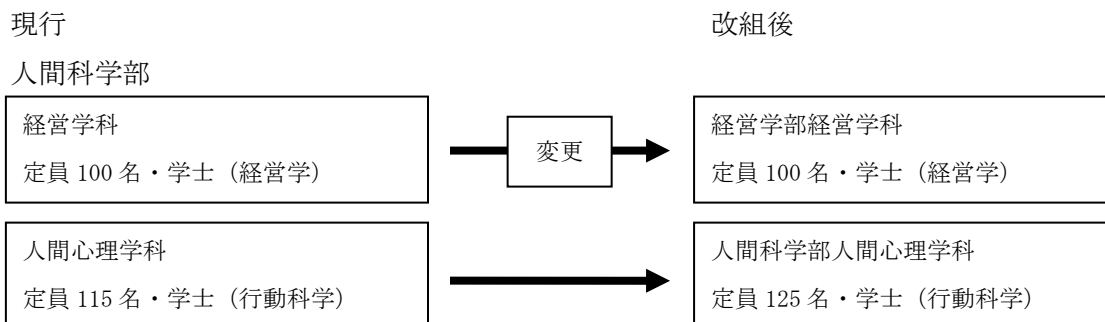 現行
改組後
人間科学部
経営学科
定員 100 名・学士（経営学）
変更
経営学部経営学科
定員 100 名・学士（経営学）
人間心理学科
定員 115 名・学士（行動科学）
人間科学部人間心理学科
定員 125 名・学士（行動科学）